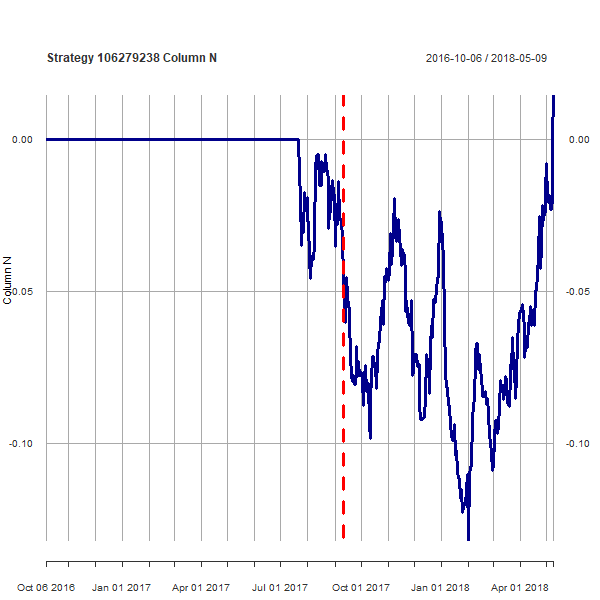 Strategy 106279238 Column N
2016-10-06 / 2018-05-09
0.00
0.00
Column N
-0.05
-0.05
-0.10
-0.10
Oct 06 2016
Jan 01 2017
Apr 01 2017
Jul 01 2017
Oct 01 2017
Jan 01 2018
Apr 01 2018